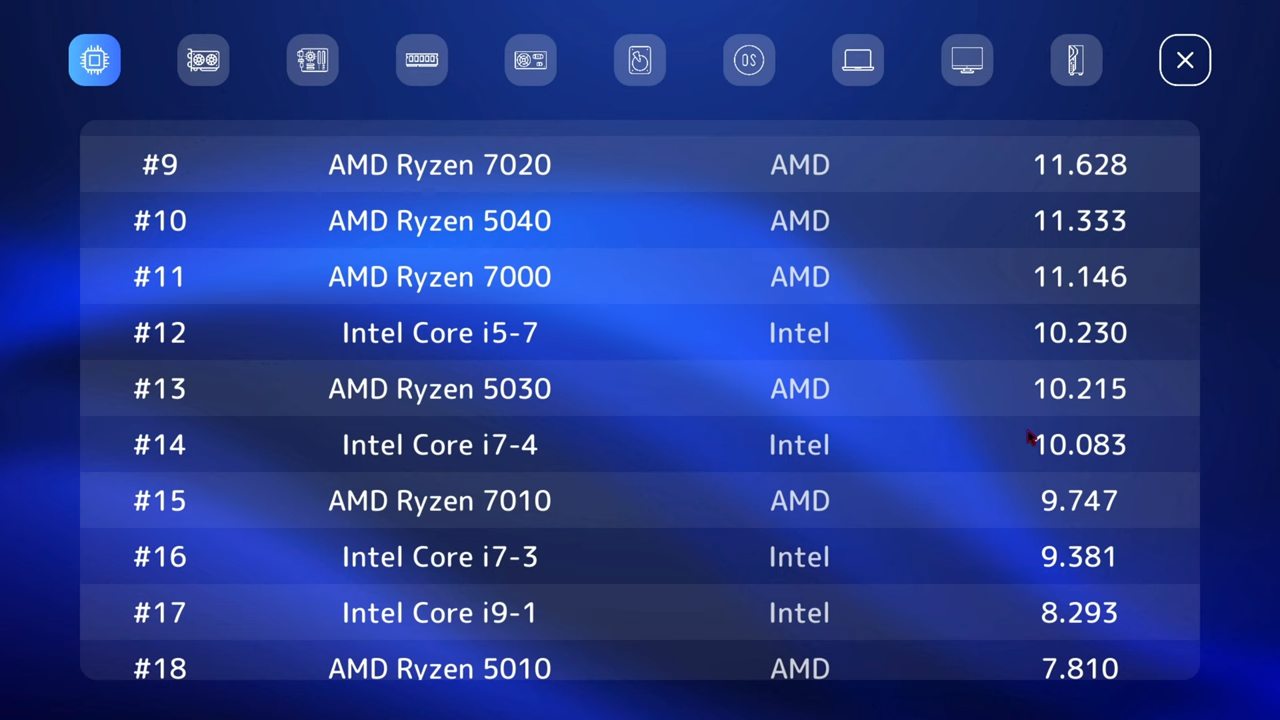 OS
#9 AMD Ryzen 7020 AMD 11.628
#10 AMD Ryzen 5040 AMD 11.333
#11 AMD Ryzen 7000 AMD 11.146
#12 Intel Core i5-7 Intel 10.230
#13 AMD Ryzen 5030 AMD 10.215
#14 Intel Core i7-4 Intel 10.083
#15 AMD Ryzen 7010 AMD 9.747
#16 Intel Core i7-3 Intel 9.381
#17 Intel Core i9-1 Intel 8.293
#18 AMD Ryzen 5010 AMD 7.810